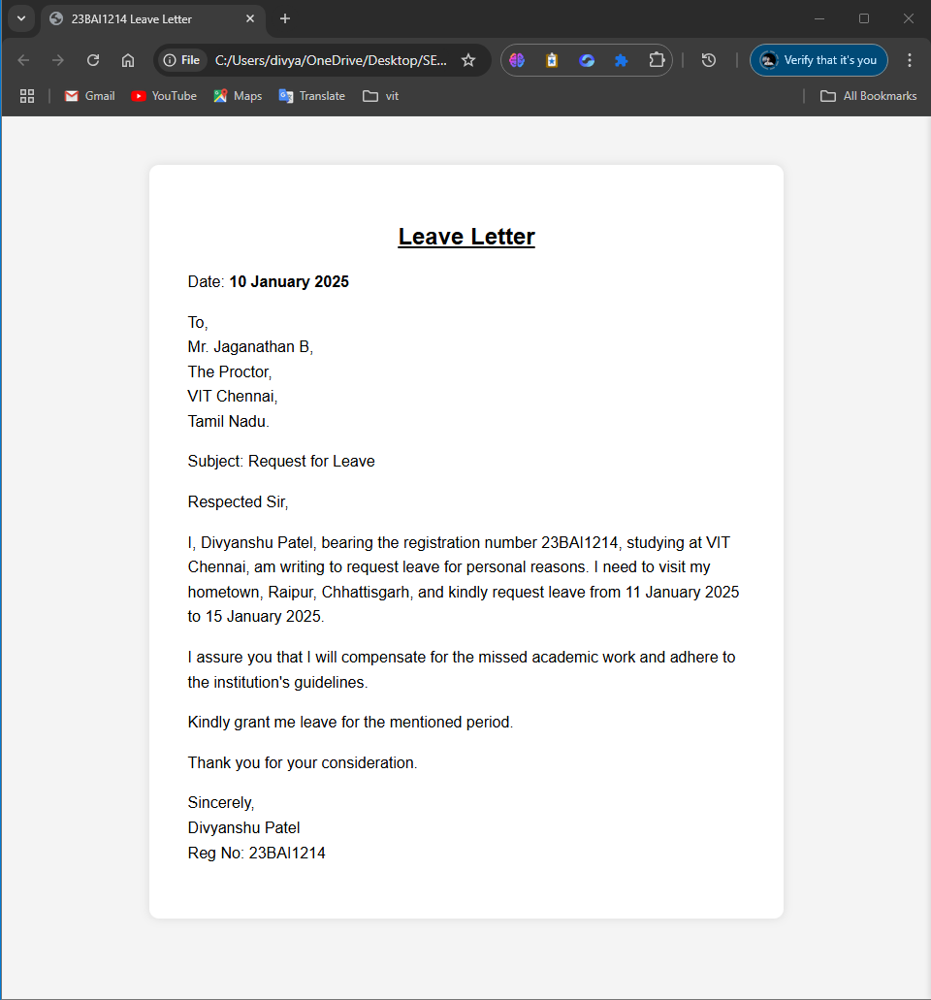 23BAI1214 Leave Letter
File
C:/Users/divya/OneDrive/Desktop/SE...
Verify that it's you
Gmail
YouTube
Maps
Translate
vit
All Bookmarks
Leave Letter
Date: 10 January 2025
To,
Mr. Jaganathan B,
The Proctor,
VIT Chennai,
Tamil Nadu.
Subject: Request for Leave
Respected Sir,
I, Divyanshu Patel, bearing the registration number 23BAI1214, studying at VIT
Chennai, am writing to request leave for personal reasons. I need to visit my
hometown, Raipur, Chhattisgarh, and kindly request leave from 11 January 2025
to 15 January 2025.
I assure you that I will compensate for the missed academic work and adhere to
the institution's guidelines.
Kindly grant me leave for the mentioned period.
Thank you for your consideration.
Sincerely,
Divyanshu Patel
Reg No: 23BAI1214